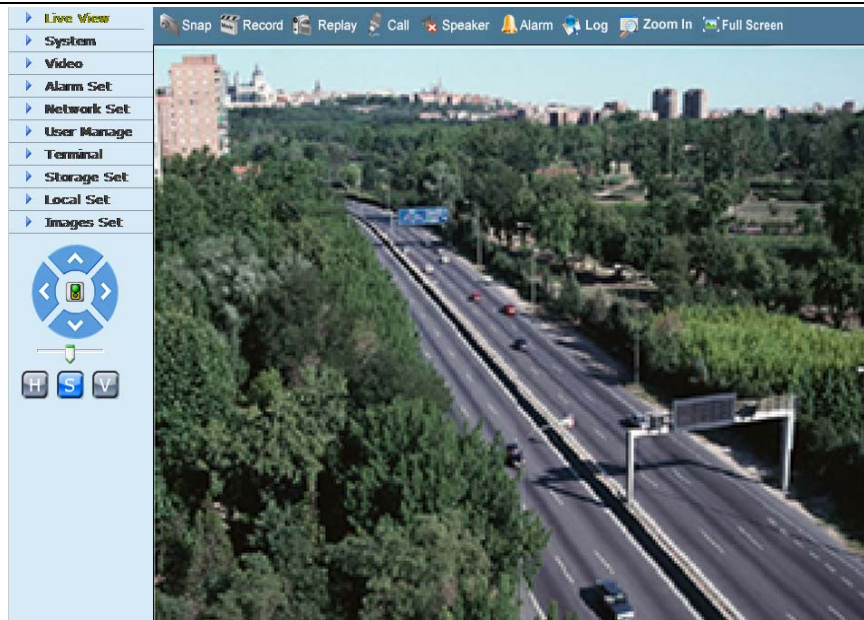 Live View
System
Video
Alarm Set
Network Set
User Manage
Terminal
Storage Set
Local Set
Images Set
H S V
Snap Record Replay Call Speaker Alarm Log Zoom In Full Screen